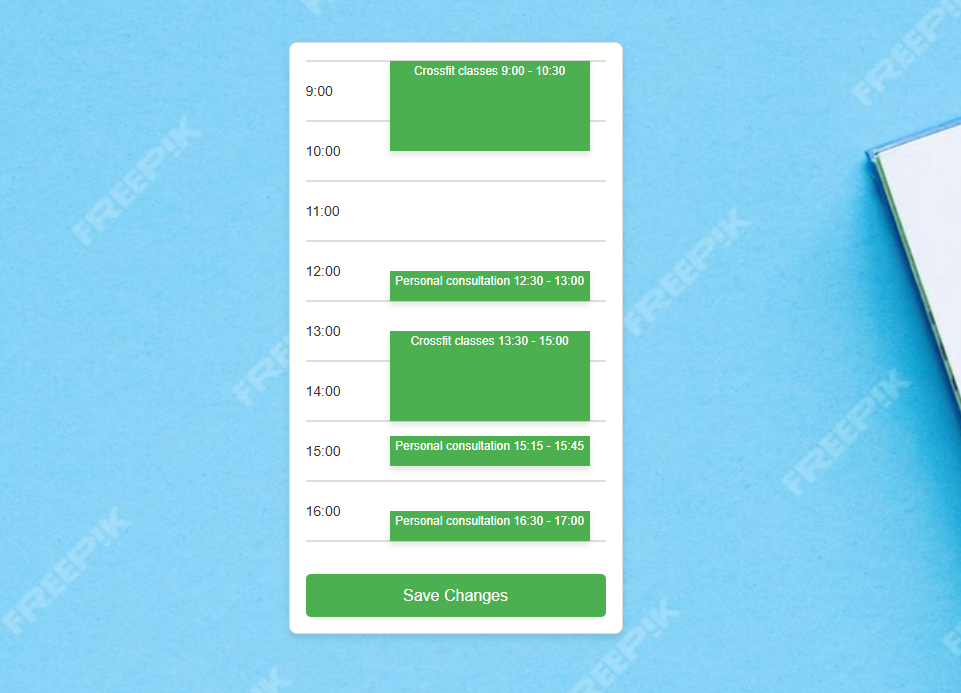 Crossfit classes 9:00 - 10:30
9:00
10:00
11:00
12:00
Personal consultation 12:30 - 13:00
13:00
Crossfit classes 13:30 - 15:00
14:00
15:00
Personal consultation 15:15 - 15:45
16:00
Personal consultation 16:30 - 17:00
Save Changes
FREEPIK
FREEPIK
FREEPIK
FREEPIK
FREEPIK
FREEPIK
FREEPIK